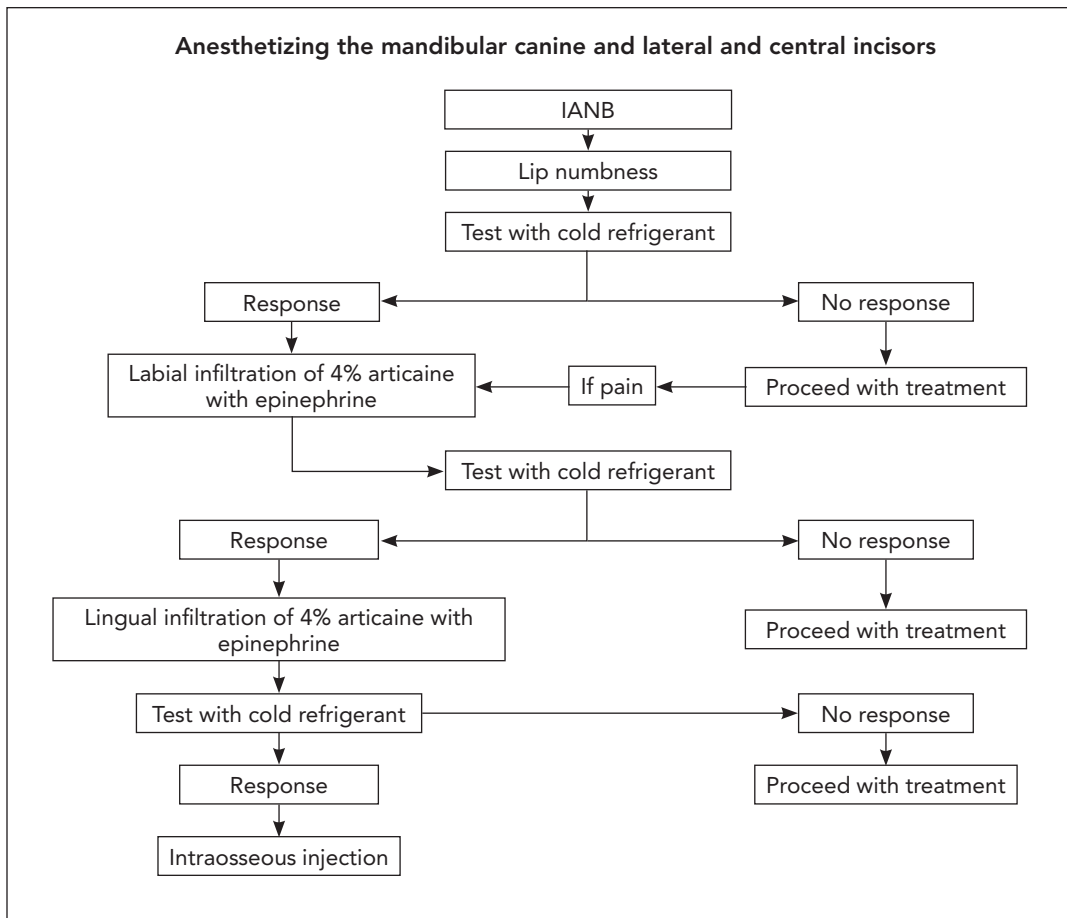 Anesthetizing the mandibular canine and lateral and central incisors
IANB
Lip numbness
Test with cold refrigerant
Response
No response
Labial infiltration of 4% articaine
with epinephrine
If pain
Proceed with treatment
Test with cold refrigerant
Response
No response
Lingual infiltration of 4% articaine with
epinephrine
Proceed with treatment
Test with cold refrigerant
No response
Response
Proceed with treatment
Intraosseous injection